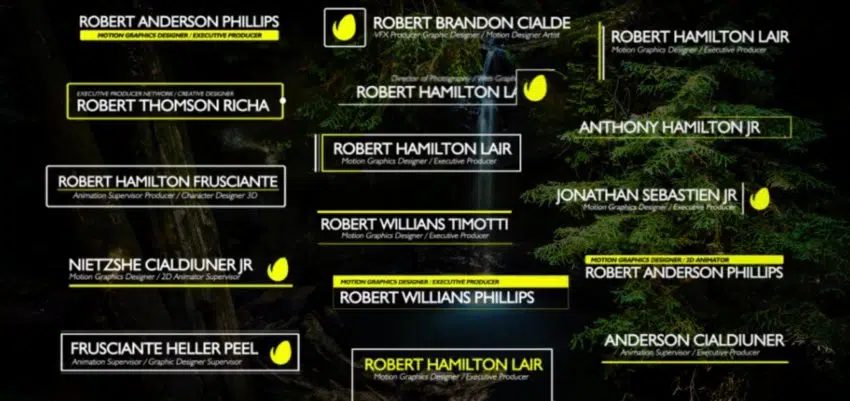 ROBERT ANDERSON PHILLIPS
MOTION GRAPHICS DESIGNER / EXECUTIVE PRODUCER
EXECUTIVE PRODUCER NETWORK / CREATIVE DESIGNER
ROBERT THOMSON RICHA
ROBERT HAMILTON FRUSCIANTE
Animation Supervisor Producer / Character Designer 3D
NIETZSHE CIALDIUNER JR
Motion Graphics Designer / 2D Animator Supervisor
FRUSCIANTE HELLER PEEL
Animation Supervisor / Graphic Designer Supervisor
ROBERT BRANDON CIALDE
VFX Producer Graphic Designer / Motion Designer Artist
Director of Photography / Web Graph
ROBERT HAMILTON LA
ROBERT HAMILTON LAIR
Motion Graphics Designer / Executive Producer
ROBERT WILLIANS TIMOTTI
Motion Graphics Designer / Executive Producer
MOTION GRAPHICS DESIGNER / EXECUTIVE PRODUCER
ROBERT WILLIANS PHILLIPS
ROBERT HAMILTON LAIR
Motion Graphic Designer / Executive Producer
ROBERT HAMILTON LAIR
Motion Graphics Designer / Executive Producer
ANTHONY HAMILTON JR
JONATHAN SEBASTIEN JR
Motion Graphics Designer / Executive Producer
MOTION GRAPHICS DESIGNER / 2D ANIMATOR
ROBERT ANDERSON PHILLIPS
ANDERSON CIALDIUNER
Animation Supervisor / Executive Producer